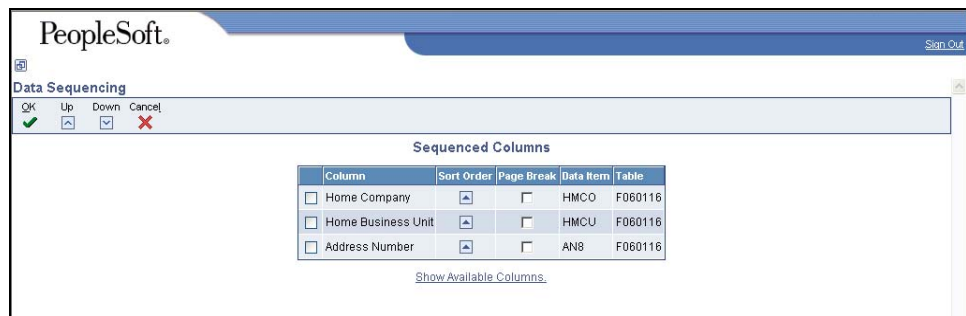 PeopleSoft®
Sign Out
Data Sequencing
OK Up Down Cancel
Sequenced Columns
Column Sort Order Page Break Data Item Table
Home Company HMCO F060116
Home Business Unit HMCU F060116
Address Number AN8 F060116
Show Available Columns.